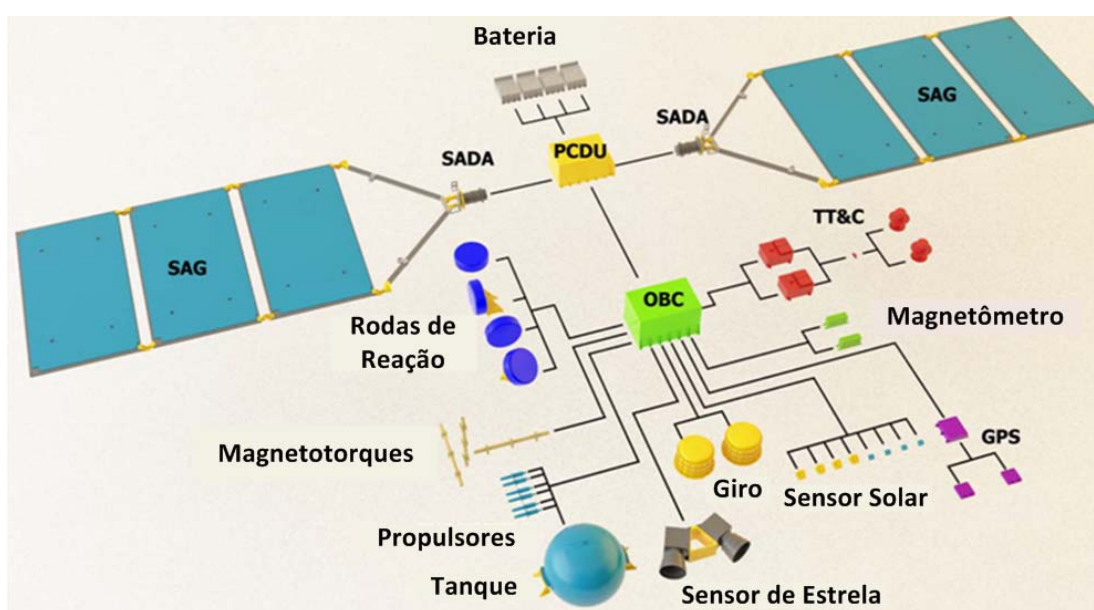 Bateria
SAG
SADA
SADA
PCDU
TT&C
SAG
OBC
Rodas de
Reação
Magnetômetro
Magnetotorques
GPS
Giro
Sensor Solar
Propulsores
Tanque
Sensor de Estrela